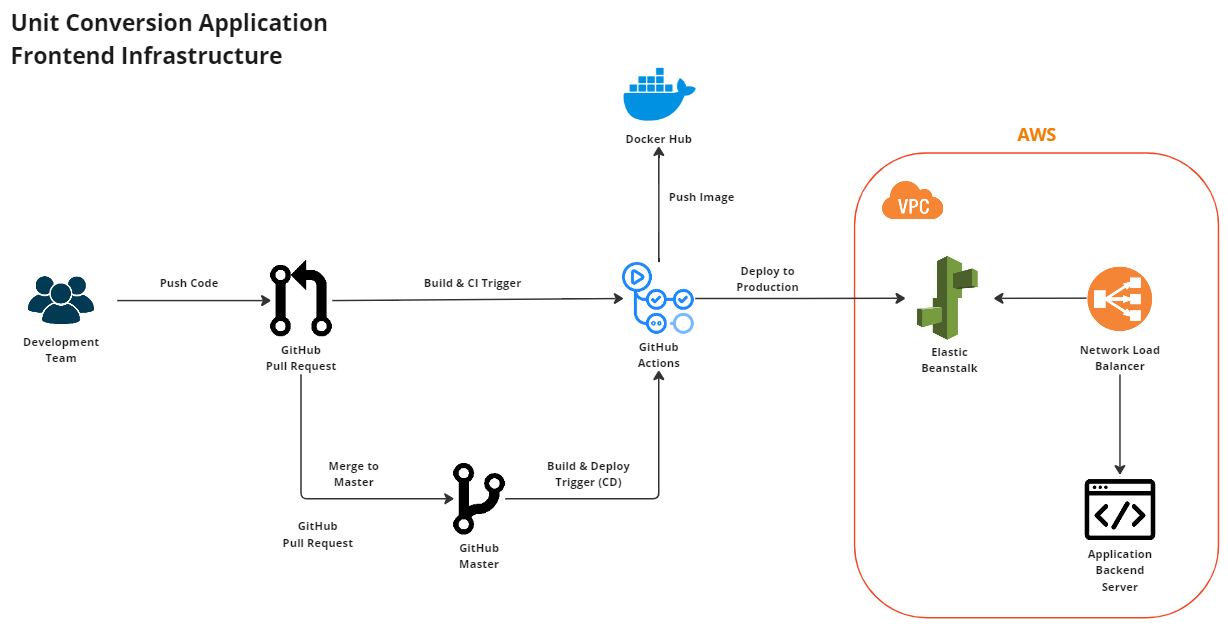 Unit Conversion Application
Frontend Infrastructure
Docker Hub
AWS
Push Image
VPC
Push Code
Build & CI Trigger
Deploy to
Production
Development
Team
GitHub
Pull Request
GitHub
Actions
Elastic
Beanstalk
Network Load
Balancer
Merge to
Master
Build & Deploy
Trigger (CD)
GitHub
Pull Request
GitHub
Master
</>
Application
Backend
Server